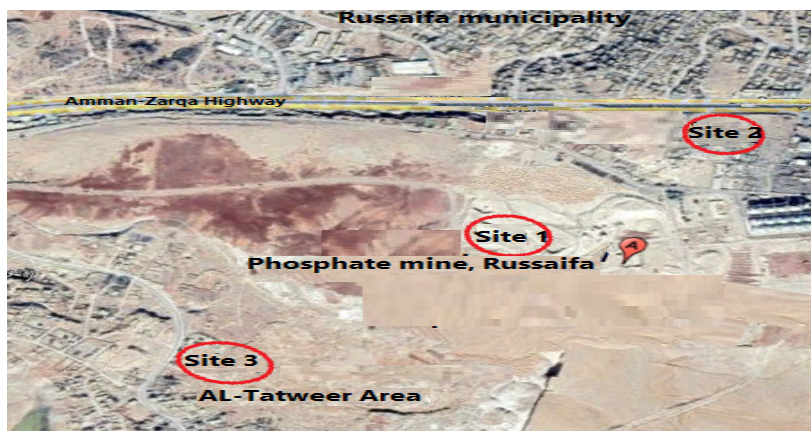 Russaifa municipality
Amman-Zarqa Highway
Site 2
Site 1
Phosphate mine, Russaifa
A
Site 3
AL-Tatweer Area